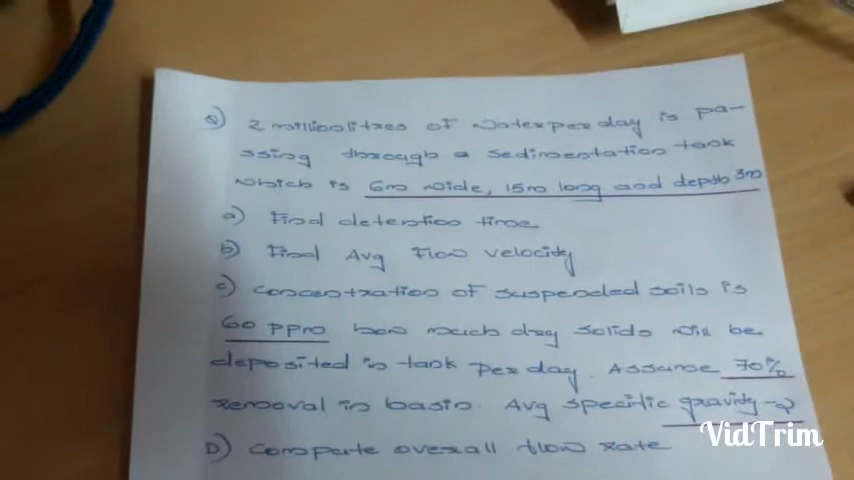 Q) 2 millionlitres of water per day is pa-
ssing through a sedimentation tank
which is 6m wide, 15m long and depth 3m
a) Find detention time
b) Find Avg Flow velocity
c) concentration of suspended soils is
60 ppm how much dry solids will be
deposited in tank per day. Assume 70%
removal in basin. Avg specific gravity -2
D) compute overall flow rate
VidTrim